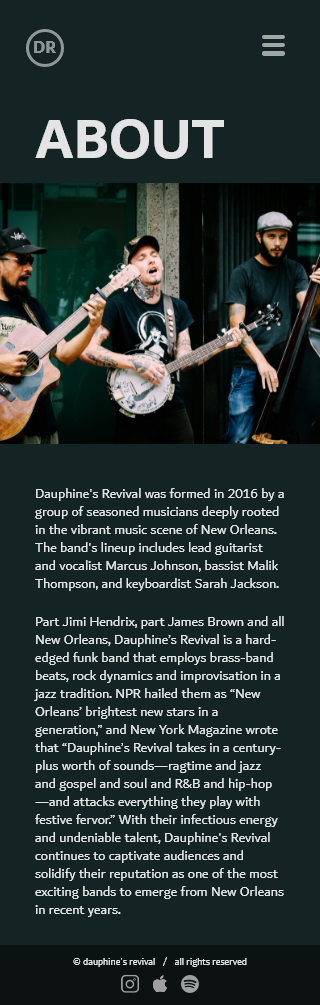 DR
ABOUT
Dauphine's Revival was formed in 2016 by a
group of seasoned musicians deeply rooted
in the vibrant music scene of New Orleans.
The band's lineup includes lead guitarist
and vocalist Marcus Johnson, bassist Malik
Thompson, and keyboardist Sarah Jackson.
Part Jimi Hendrix, part James Brown and all
New Orleans, Dauphine’s Revival is a hard-
edged funk band that employs brass-band
beats, rock dynamics and improvisation in a
jazz tradition. NPR hailed them as “New
Orleans’ brightest new stars in a
generation,” and New York Magazine wrote
that “Dauphine’s Revival takes in a century-
plus worth of sounds—ragtime and jazz
and gospel and soul and R&B and hip-hop
—and attacks everything they play with
festive fervor.” With their infectious energy
and undeniable talent, Dauphine's Revival
continues to captivate audiences and
solidify their reputation as one of the most
exciting bands to emerge from New Orleans
in recent years.
© dauphine's revival / all rights reserved